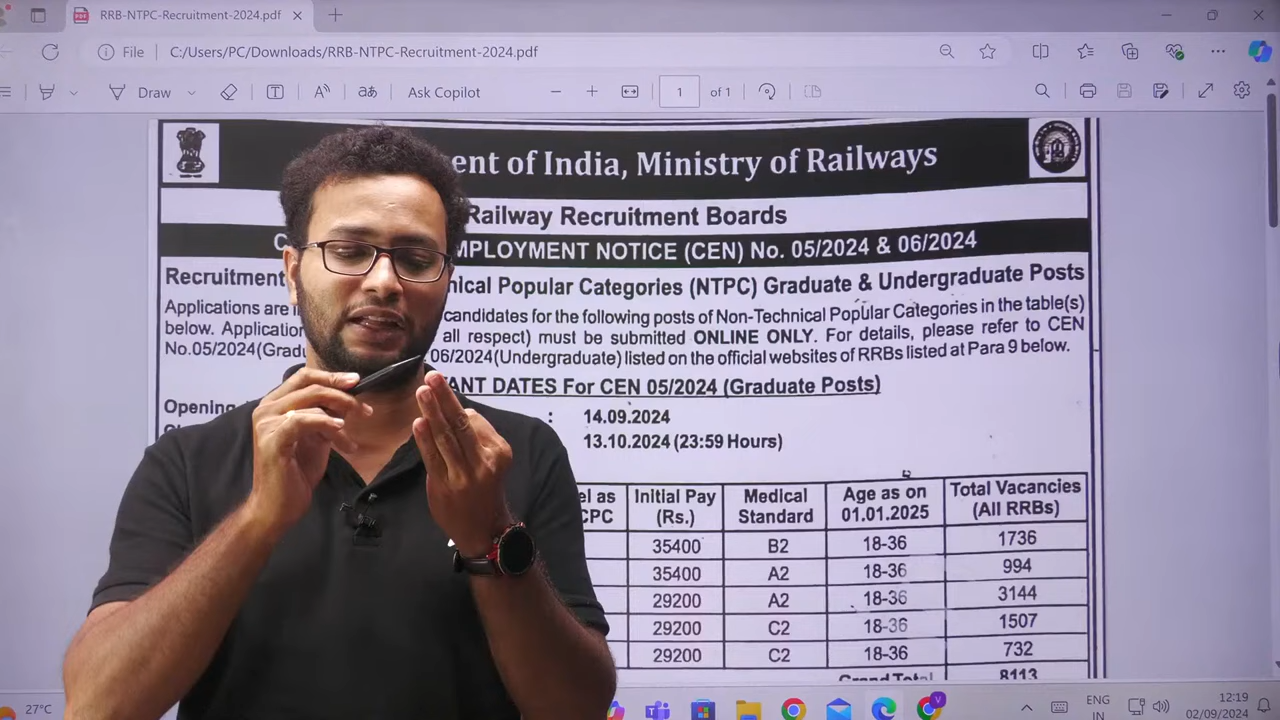 RRB-NTPC-Recruitment-2024.pdf
File C:/Users/PC/Downloads/RRB-NTPC-Recruitment-2024.pdf
Draw Ask Copilot 1 of 1
ent of India, Ministry of Railways
Railway Recruitment Boards
C MPLOYMENT NOTICE (CEN) No. 05/2024 & 06/2024
Recruitment nical Popular Categories (NTPC) Graduate & Undergraduate Posts
Applications are i candidates for the following posts of Non-Technical Popular Categories in the table(s)
below. Application all respect) must be submitted ONLINE ONLY. For details, please refer to CEN
No.05/2024(Gradu 06/2024(Undergraduate) listed on the official websites of RRBs listed at Para 9 below.
ANT DATES For CEN 05/2024 (Graduate Posts)
Opening : 14.09.2024
13.10.2024 (23:59 Hours)
el as CPC
Initial Pay (Rs.)
Medical Standard
Age as on 01.01.2025
Total Vacancies (All RRBs)
35400 B2 18-36 1736
35400 A2 18-36 994
29200 A2 18-36 3144
29200 C2 18-36 1507
29200 C2 18-36 732
Grand Total 8113
27°C
ENG IN
12:19
02/09/2024